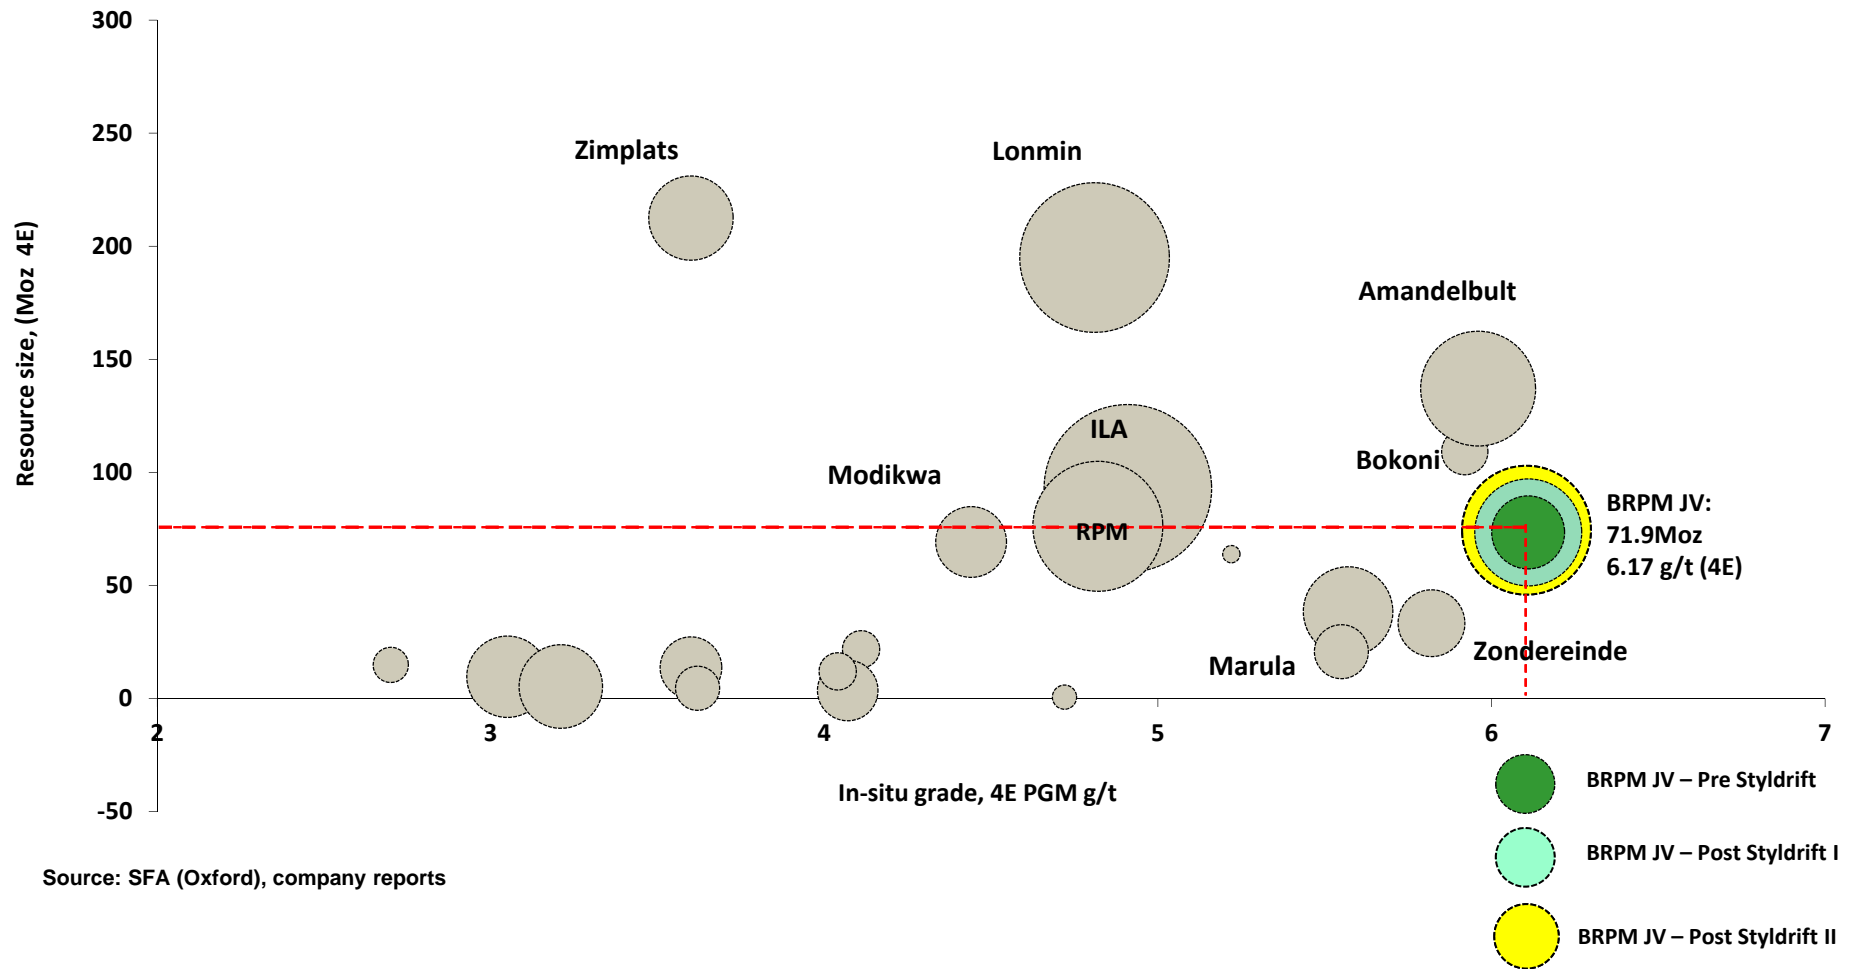 300
250
200
150
100
50
0
-50
Resource size, (Moz 4E)
Zimplats
Lonmin
Amandelbult
ILA
Modikwa
Bokoni
RPM
BRPM JV:
71.9Moz
6.17 g/t (4E)
Marula
Zondereinde
2
3
4
5
6
7
In-situ grade, 4E PGM g/t
BRPM JV – Pre Styldrift
BRPM JV – Post Styldrift I
BRPM JV – Post Styldrift II
Source: SFA (Oxford), company reports